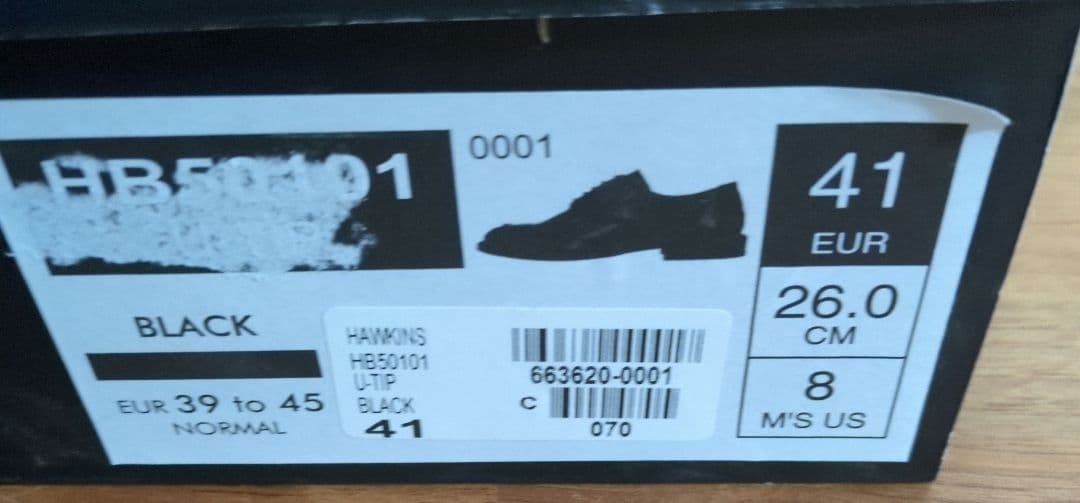 HB50101
0001
BLACK
EUR 39 to 45
NORMAL
HAWKINS
HB50101
U-TIP
BLACK
41
663620-0001
C
070
41
EUR
26.0
CM
8
M'S US